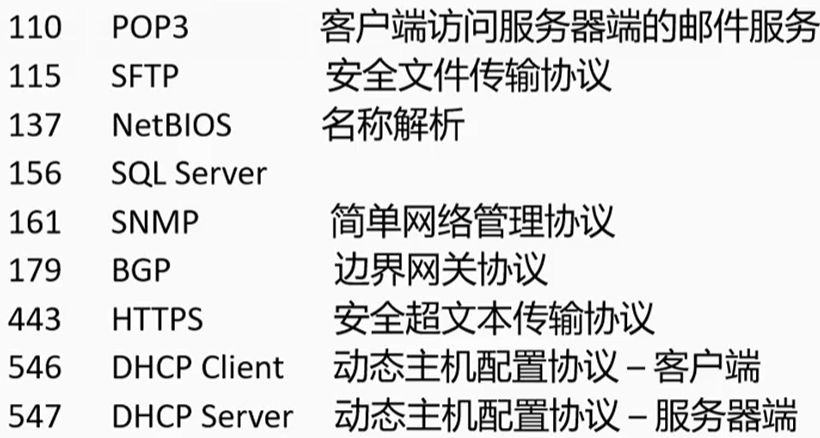 110 POP3 客户端访问服务器端的邮件服务
115 SFTP 安全文件传输协议
137 NetBIOS 名称解析
156 SQL Server
161 SNMP 简单网络管理协议
179 BGP 边界网关协议
443 HTTPS 安全超文本传输协议
546 DHCP Client 动态主机配置协议 – 客户端
547 DHCP Server 动态主机配置协议 – 服务器端